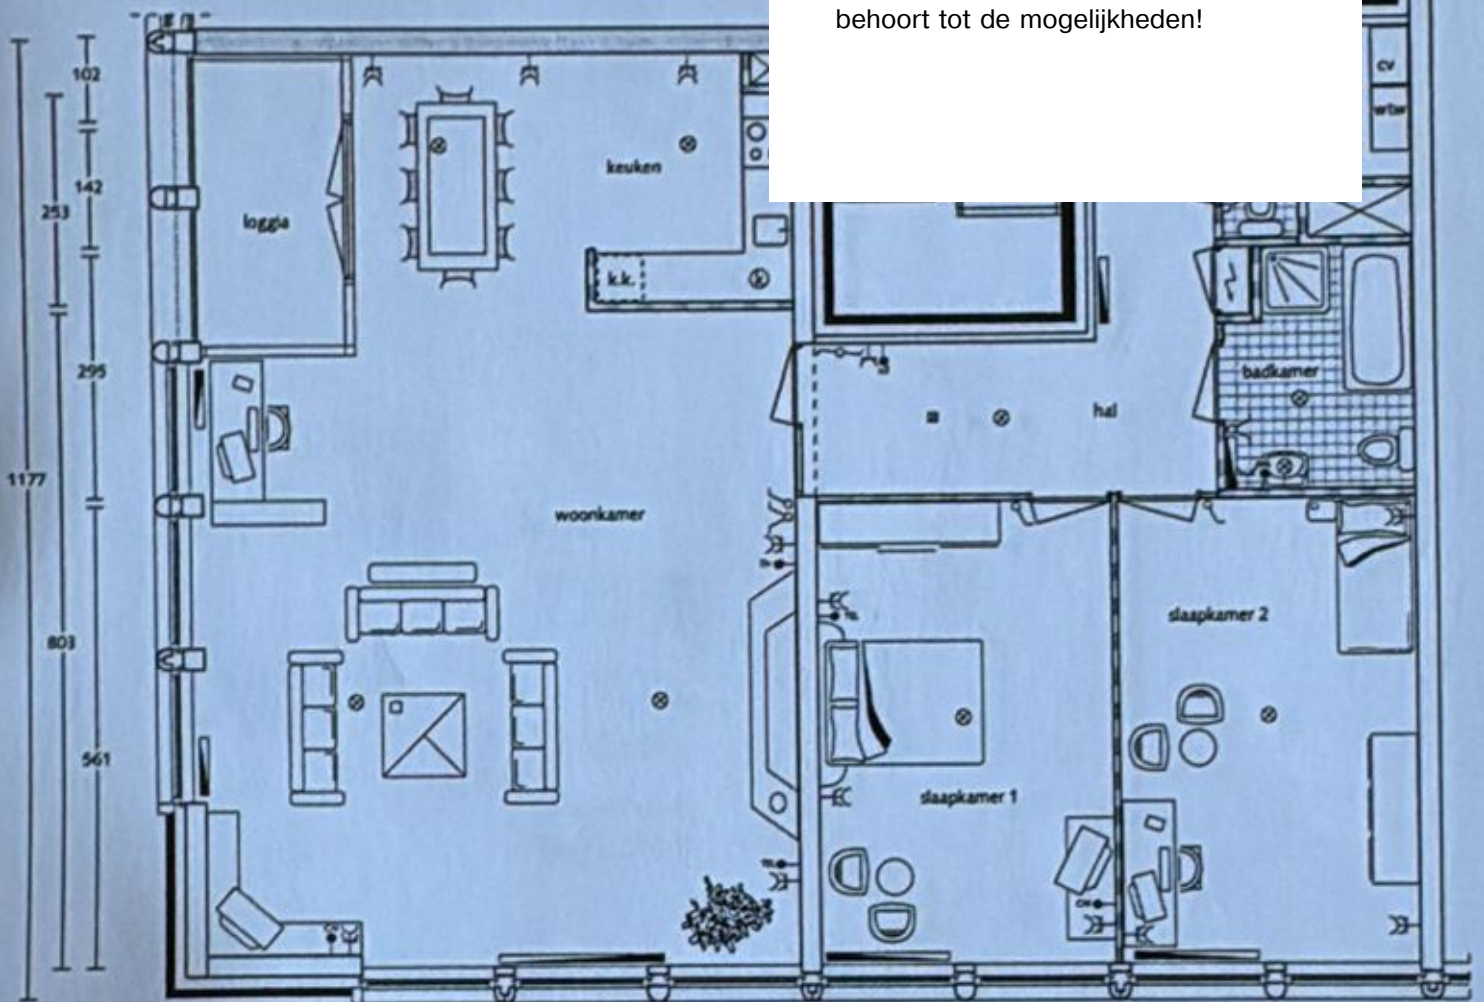 behoort tot de mogelijkheden!
cv
wtw
102
142
253
295
1177
803
561
loggia
keuken
k.k.
badkamer
hal
woonkamer
slaapkamer 2
slaapkamer 1